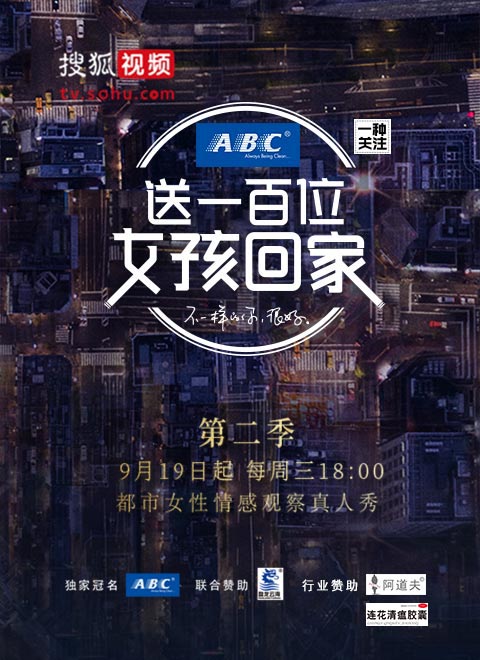 搜狐视频
tv.sohu.com
ABC®
Always Being Clean...
一种
关注
送一百位
女孩回家
不一样的你,很好。
第二季
9月19日起 每周三18:00
都市女性情感观察真人秀
独家冠名 ABC 联合赞助 行业赞助 阿道夫
连花清瘟胶囊